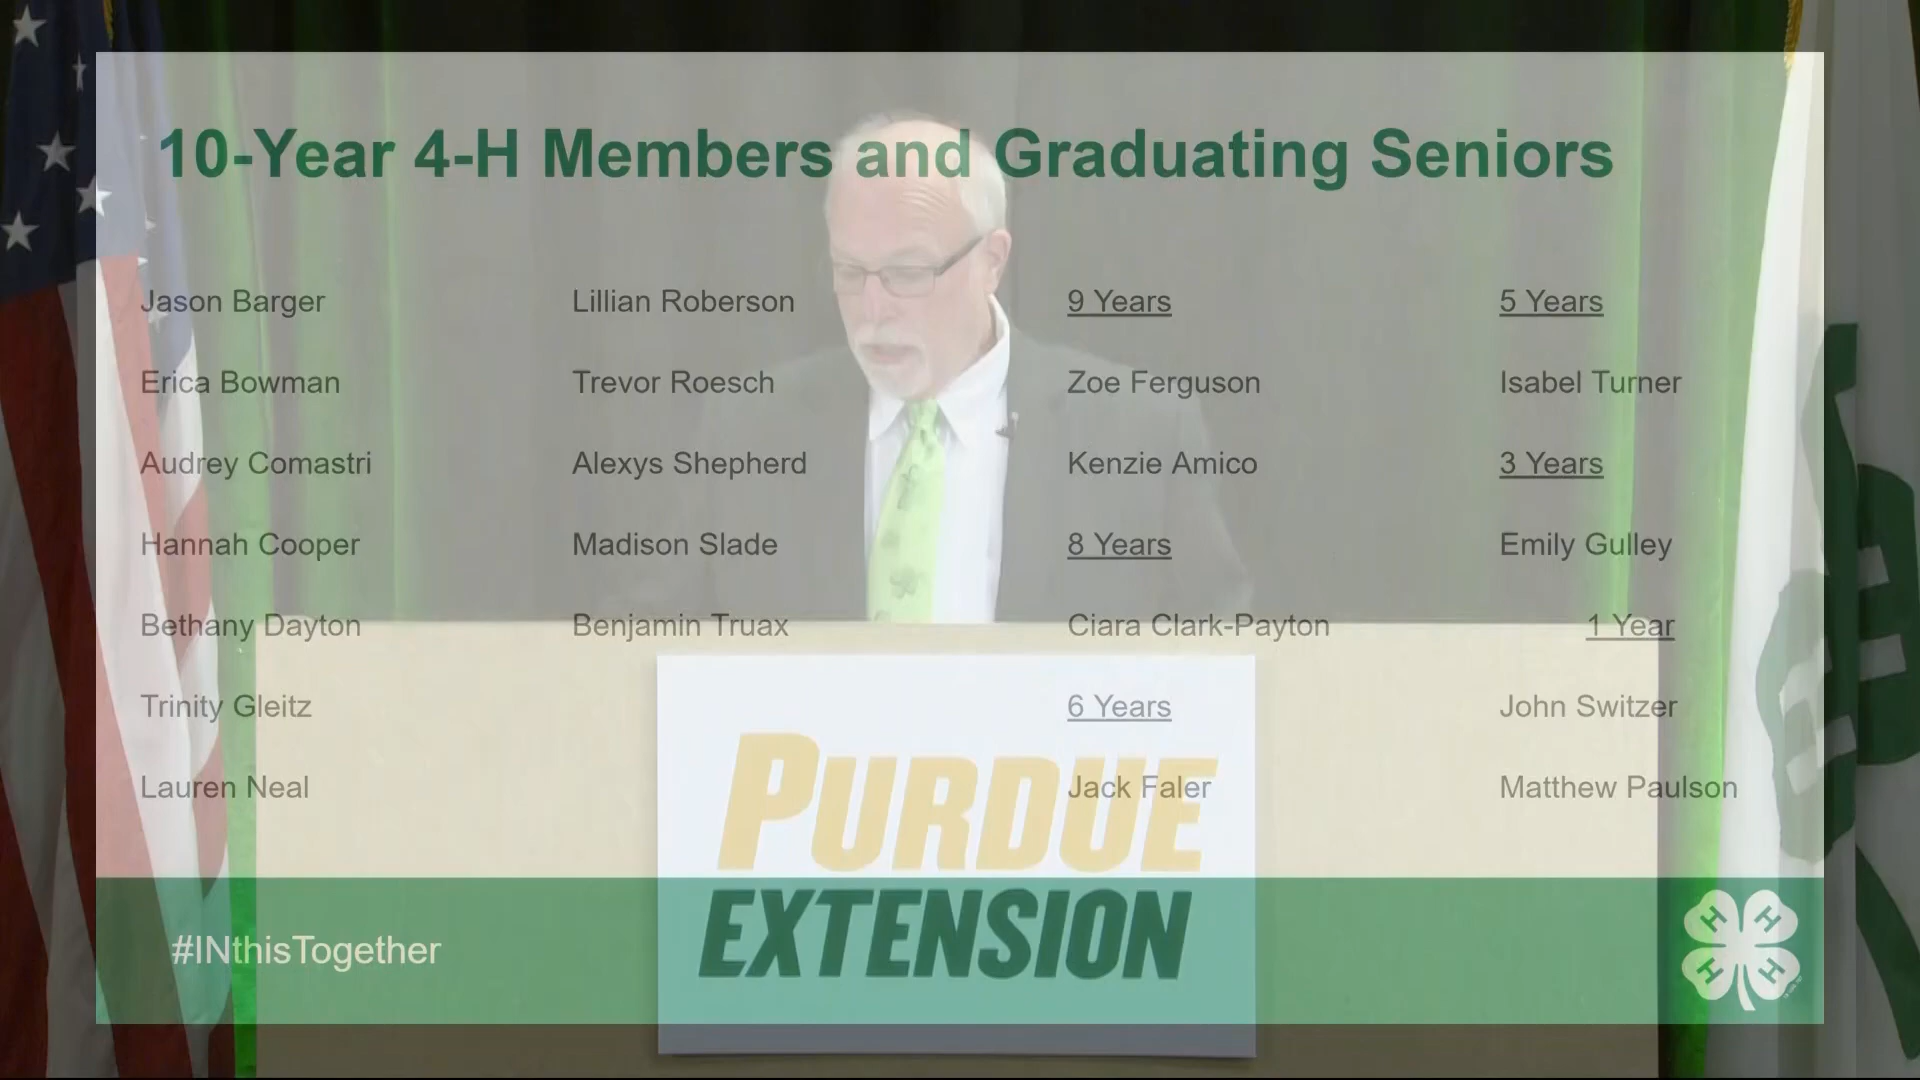 10-Year 4-H Members and Graduating Seniors
Jason Barger
Erica Bowman
Audrey Comastri
Hannah Cooper
Bethany Dayton
Trinity Gleitz
Lauren Neal
Lillian Roberson
Trevor Roesch
Alexys Shepherd
Madison Slade
Benjamin Truax
9 Years
Zoe Ferguson
Kenzie Amico
8 Years
Ciara Clark-Payton
6 Years
Jack Faler
5 Years
Isabel Turner
3 Years
Emily Gulley
1 Year
John Switzer
Matthew Paulson
PURDUE
EXTENSION
#INthisTogether
H H
H H